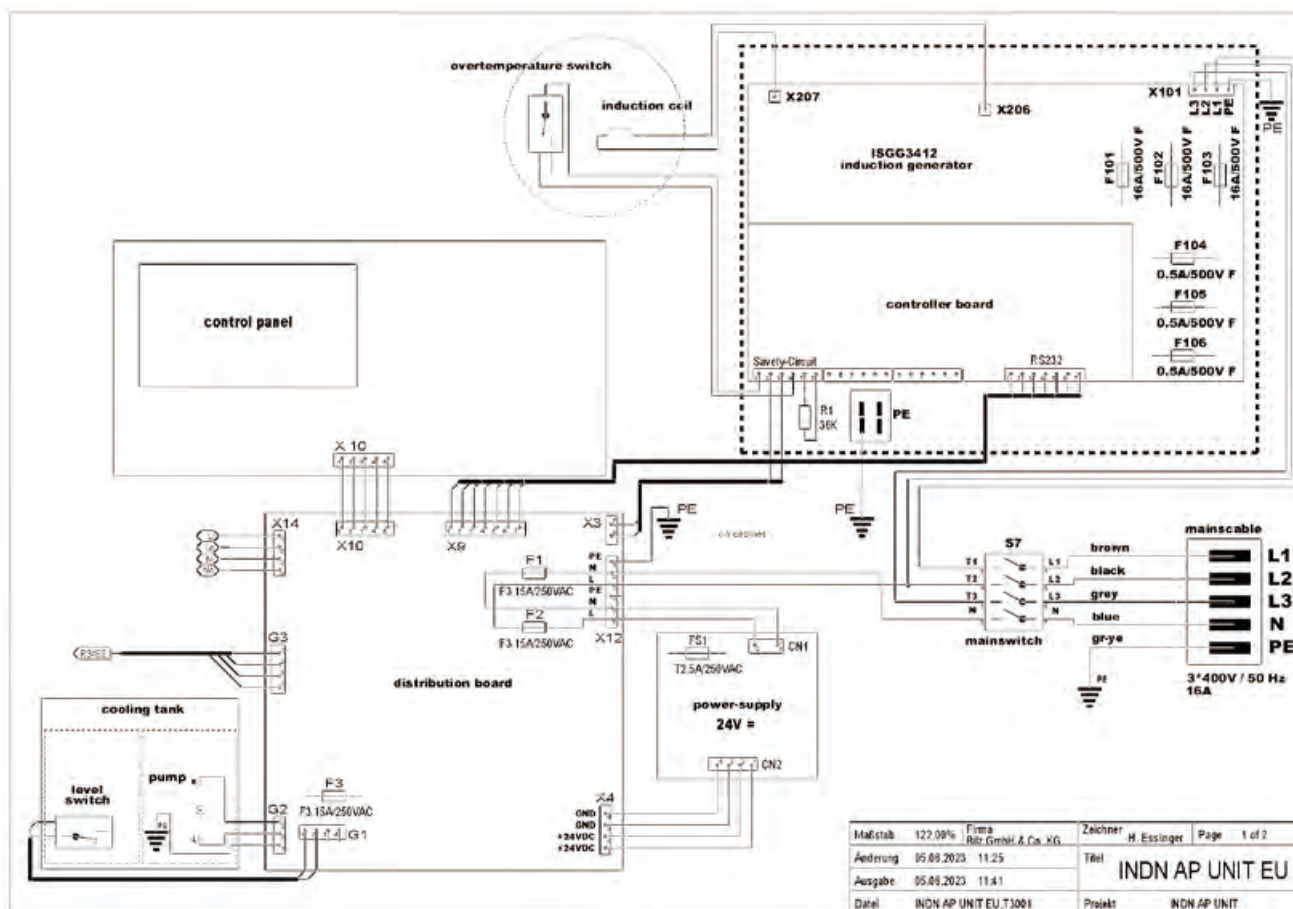 overtemperature switch
induction coil
X207
X206
X101
L3
L2
L1
PE
PE
ISGG3412
induction generator
F101
16A/500V F
F102
16A/500V F
F103
16A/500V F
F104
0.5A/500V F
F105
0.5A/500V F
F106
0.5A/500V F
controller board
Savety-Circuit
RS232
R1
36K
PE
control panel
X 10
X10
X9
X14
X3
PE
PE
F1
F3.15A/250VAC
F2
F3.15A/250VAC
PE
N
L
PE
N
L
X12
S7
T1
T2
T3
N
L1
L2
L3
N
mainswitch
brown
black
grey
blue
gr-ye
PE
mainscable
L1
L2
L3
N
PE
3*400V / 50 Hz
16A
G3
distribution board
FS1
T2.5A/250VAC
CN1
power-supply
24V =
CN2
cooling tank
level
switch
pump
PE
F3
F3.15A/250VAC
G2
G1
X4
GND
GND
+24VDC
+24VDC
Maßstab 122.00% Firma
Bilz GmbH & Co. KG
Zeichner H. Essinger Page 1 of 2
Änderung 05.06.2023 11:25
Titel INDN AP UNIT EU
Ausgabe 05.06.2023 11:41
Datei INDN AP UNIT EU.T3001 Projekt INDN AP UNIT